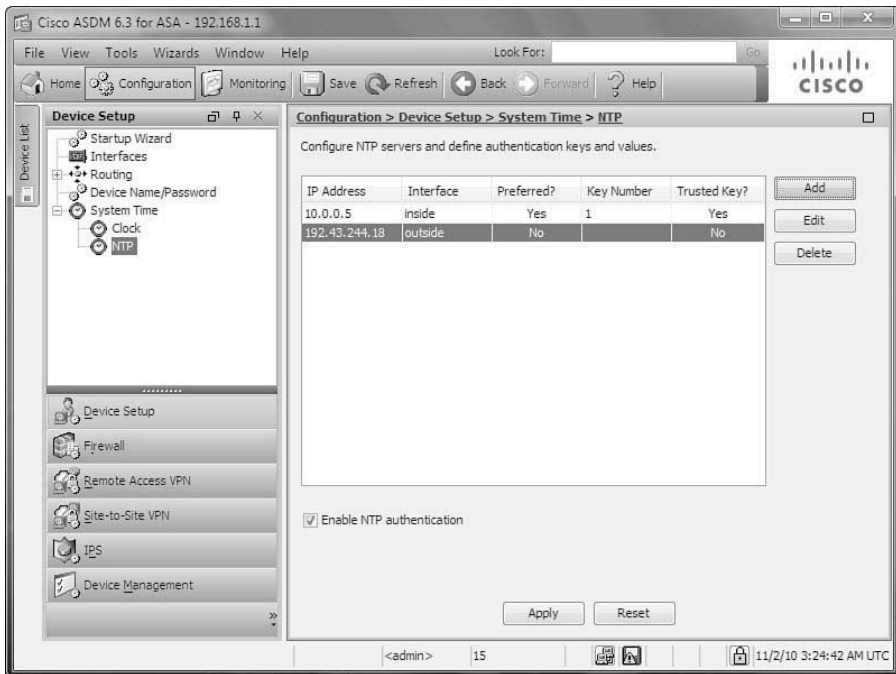 Cisco ASDM 6.3 for ASA - 192.168.1.1
File View Tools Wizards Window Help Look For: Go
Home Configuration Monitoring Save Refresh Back Forward Help
CISCO
Device List
Device Setup
Startup Wizard
Interfaces
Routing
Device Name/Password
System Time
Clock
NTP
Device Setup
Firewall
Remote Access VPN
Site-to-Site VPN
IPS
Device Management
Configuration > Device Setup > System Time > NTP
Configure NTP servers and define authentication keys and values.
IP Address Interface Preferred? Key Number Trusted Key?
10.0.0.5 inside Yes 1 Yes
192.43.244.18 outside No No
Add
Edit
Delete
Enable NTP authentication
Apply Reset
<admin> 15 11/2/10 3:24:42 AM UTC